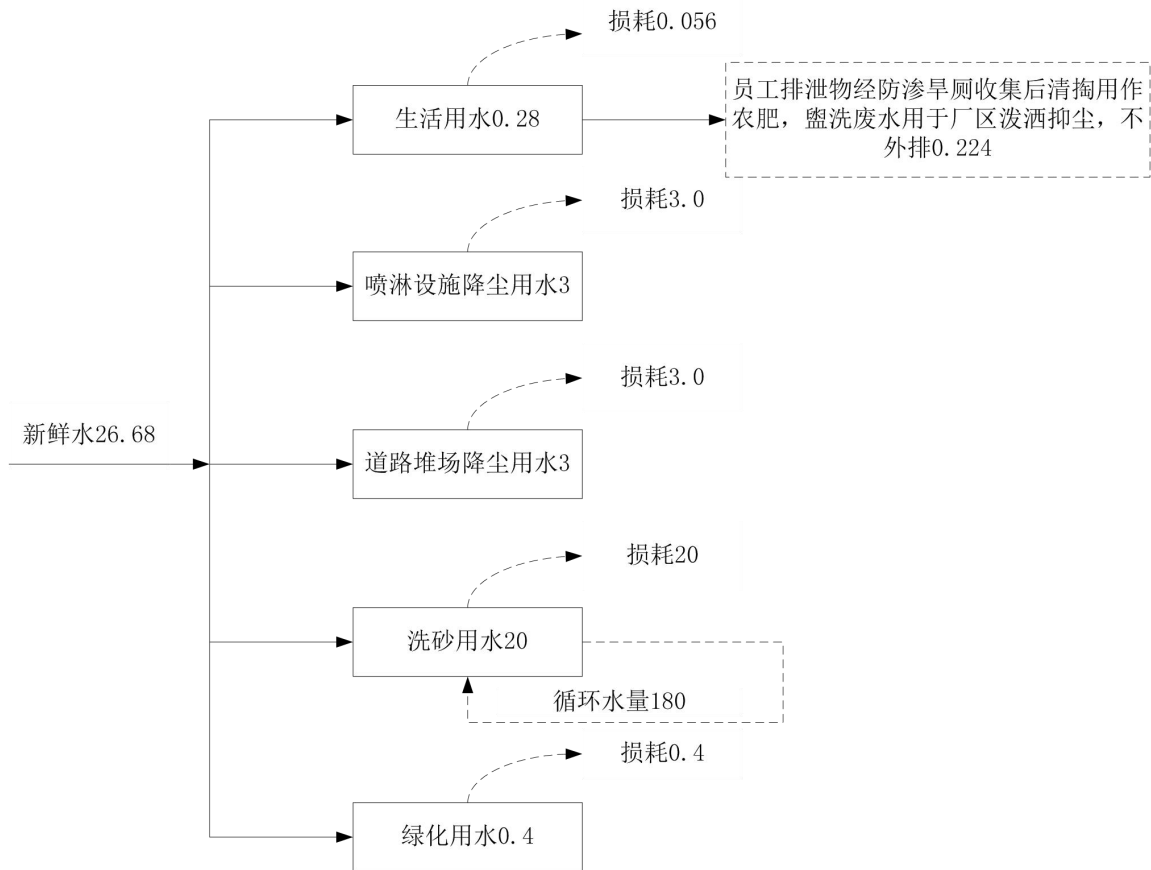 损耗0.056
生活用水0.28
员工排泄物经防渗旱厕收集后清掏用作
农肥，盥洗废水用于厂区泼洒抑尘，不
外排0.224
损耗3.0
喷淋设施降尘用水3
损耗3.0
新鲜水26.68
道路堆场降尘用水3
损耗20
洗砂用水20
循环水量180
损耗0.4
绿化用水0.4